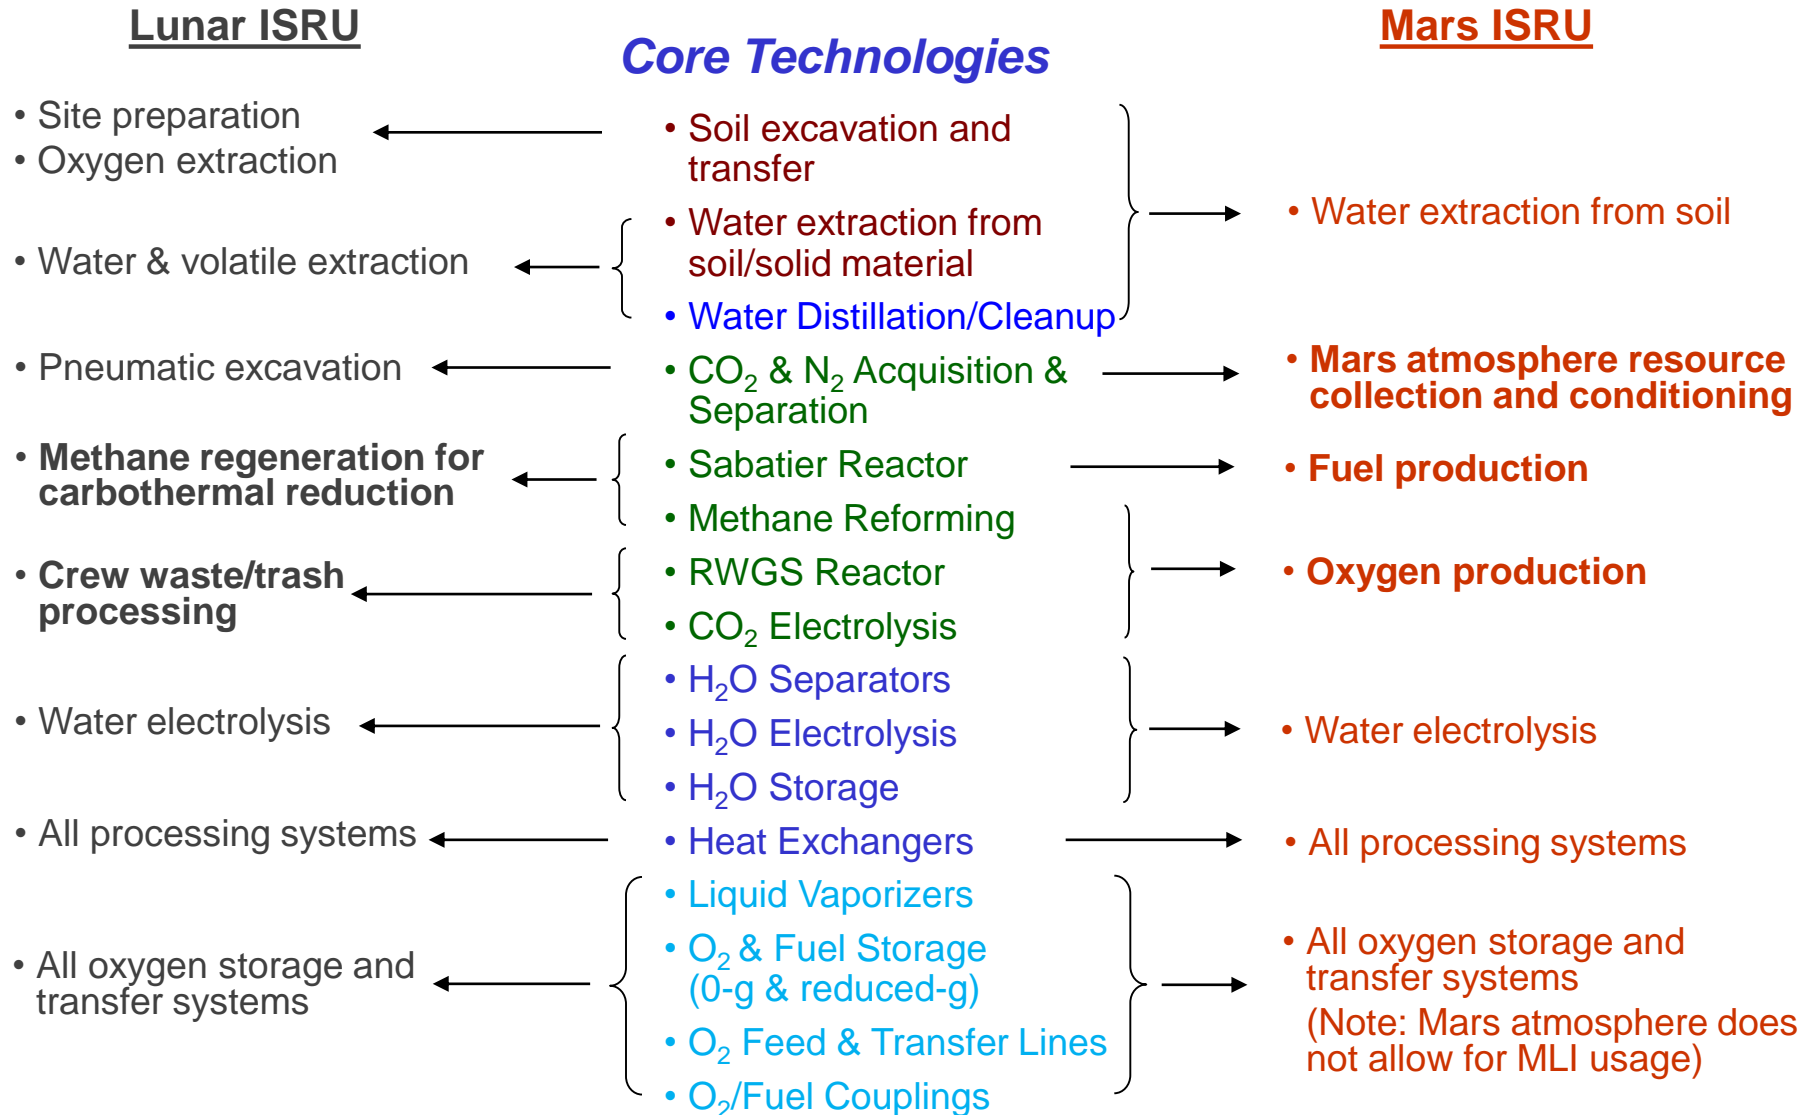 Lunar ISRU
• Site preparation
• Oxygen extraction
• Water & volatile extraction
• Pneumatic excavation
• Methane regeneration for
carbothermal reduction
• Crew waste/trash
processing
• Water electrolysis
• All processing systems
• All oxygen storage and
transfer systems
Core Technologies
• Soil excavation and
transfer
• Water extraction from
soil/solid material
• Water Distillation/Cleanup
• CO₂ & N₂ Acquisition &
Separation
• Sabatier Reactor
• Methane Reforming
• RWGS Reactor
• CO₂ Electrolysis
• H₂O Separators
• H₂O Electrolysis
• H₂O Storage
• Heat Exchangers
• Liquid Vaporizers
• O₂ & Fuel Storage
(0-g & reduced-g)
• O₂ Feed & Transfer Lines
• O₂/Fuel Couplings
Mars ISRU
• Water extraction from soil
• Mars atmosphere resource
collection and conditioning
• Fuel production
• Oxygen production
• Water electrolysis
• All processing systems
• All oxygen storage and
transfer systems
(Note: Mars atmosphere does
not allow for MLI usage)